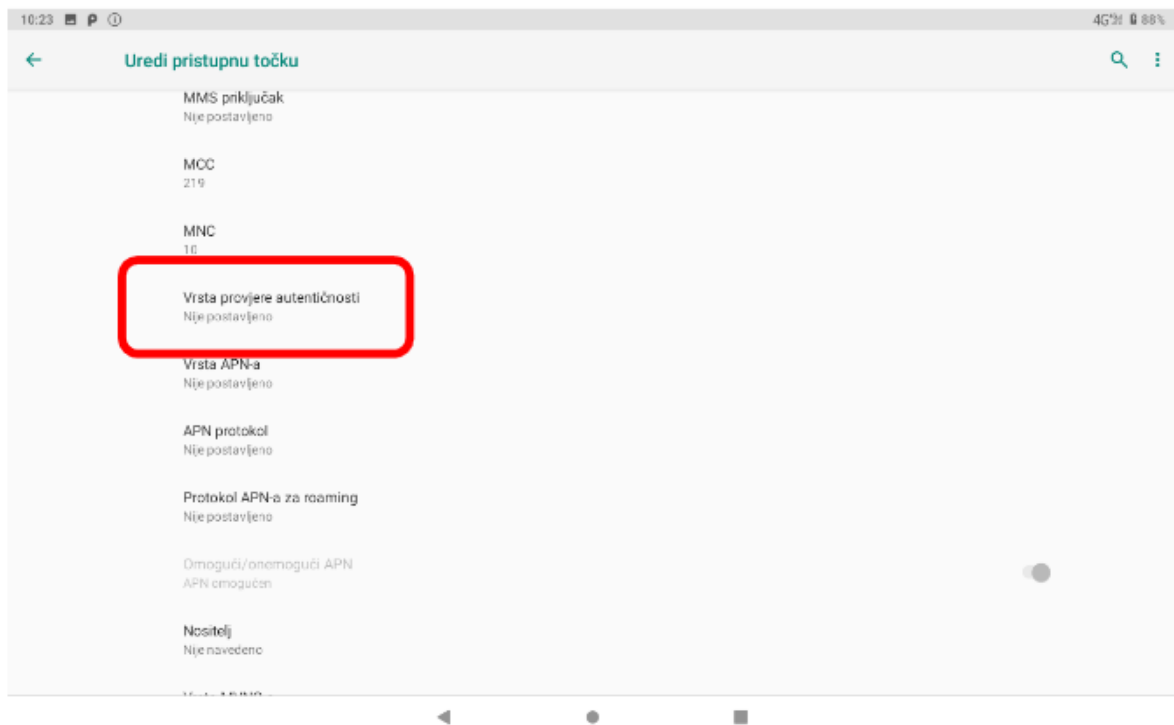 10:23
4G 88%
Uredi pristupnu točku
MMS priključak
Nije postavljeno
MCC
219
MNC
10
Vrsta provjere autentičnosti
Nije postavljeno
Vrsta APN-a
Nije postavljeno
APN protokol
Nije postavljeno
Protokol APN-a za roaming
Nije postavljeno
Omogući/onemogući APN
APN omogućen
Nositelj
Nije navedeno